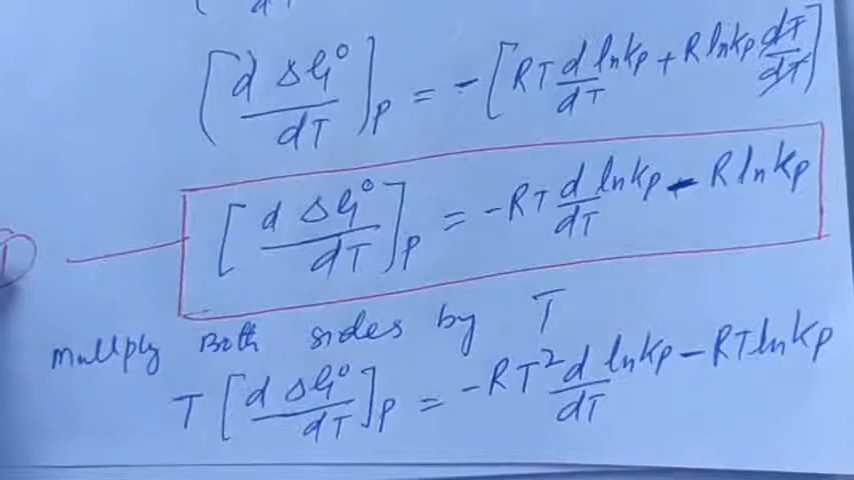 [d ΔG° / dT]P = -[RT d/dT lnKp + R lnKp dT/dT]
[d ΔG° / dT]P = -RT d/dT lnKp - R lnKp
Multiply Both sides by T
T [d ΔG° / dT]P = -RT² d/dT lnKp - RT lnKp